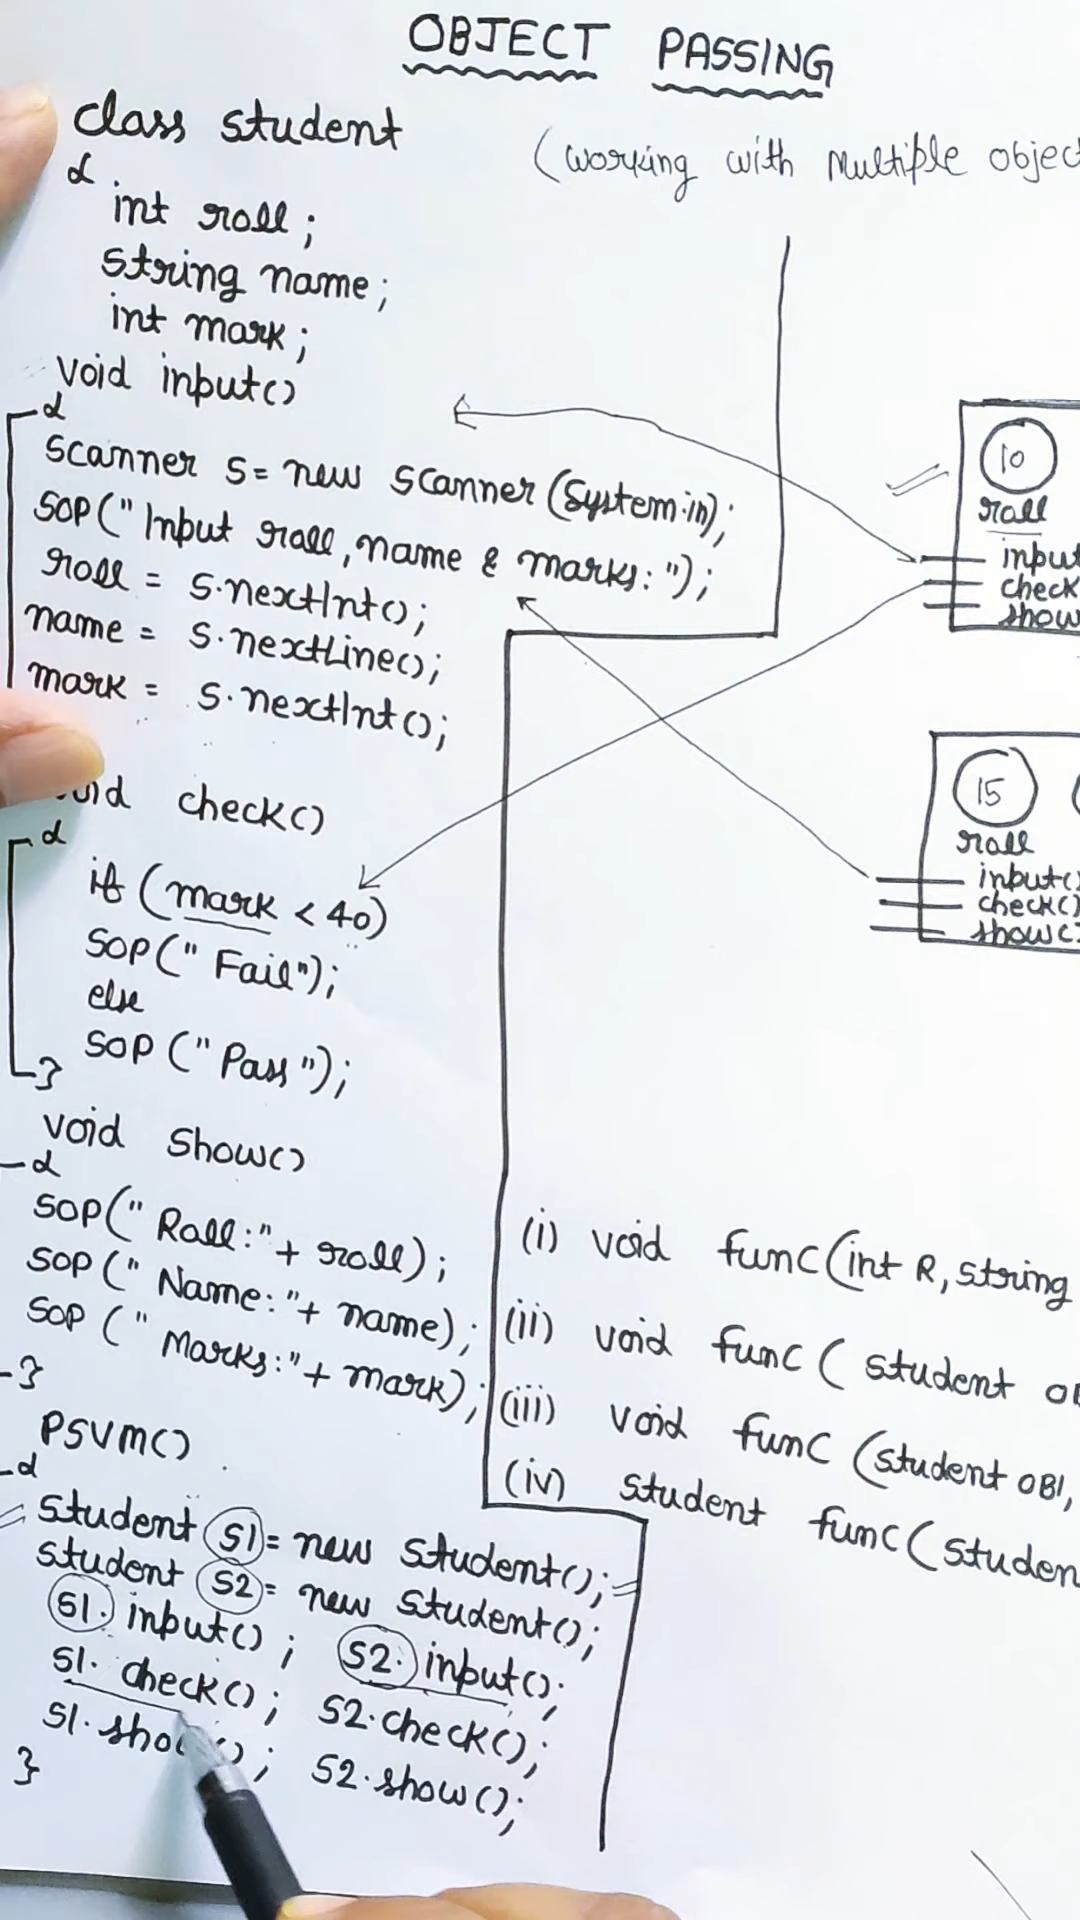 OBJECT PASSING
(working with Multiple objec
class student
{
int roll;
string name;
int mark;
void input()
{
scanner s= new scanner(System.in);
SOP("Input roll, name & marks:");
roll = s.nextInt();
name = s.nextLine();
mark = s.nextInt();
void check()
{
if (mark < 40)
SOP("Fail");
else
SOP("Pass");
}
void show()
{
SOP("Roll:"+ roll);
SOP("Name:"+ name);
SOP("Marks:"+ mark);
}
PSVM()
{
student S1= new student();
student S2= new student();
S1.input(); S2.input();
S1.check(); S2.check();
S1.show(); S2.show();
}
10
roll
input
check
show
15
roll
input()
check()
show()
(i) void func(int R, string
(ii) void func( student OB
(iii) void func (student OB1,
(iv) student func(studen